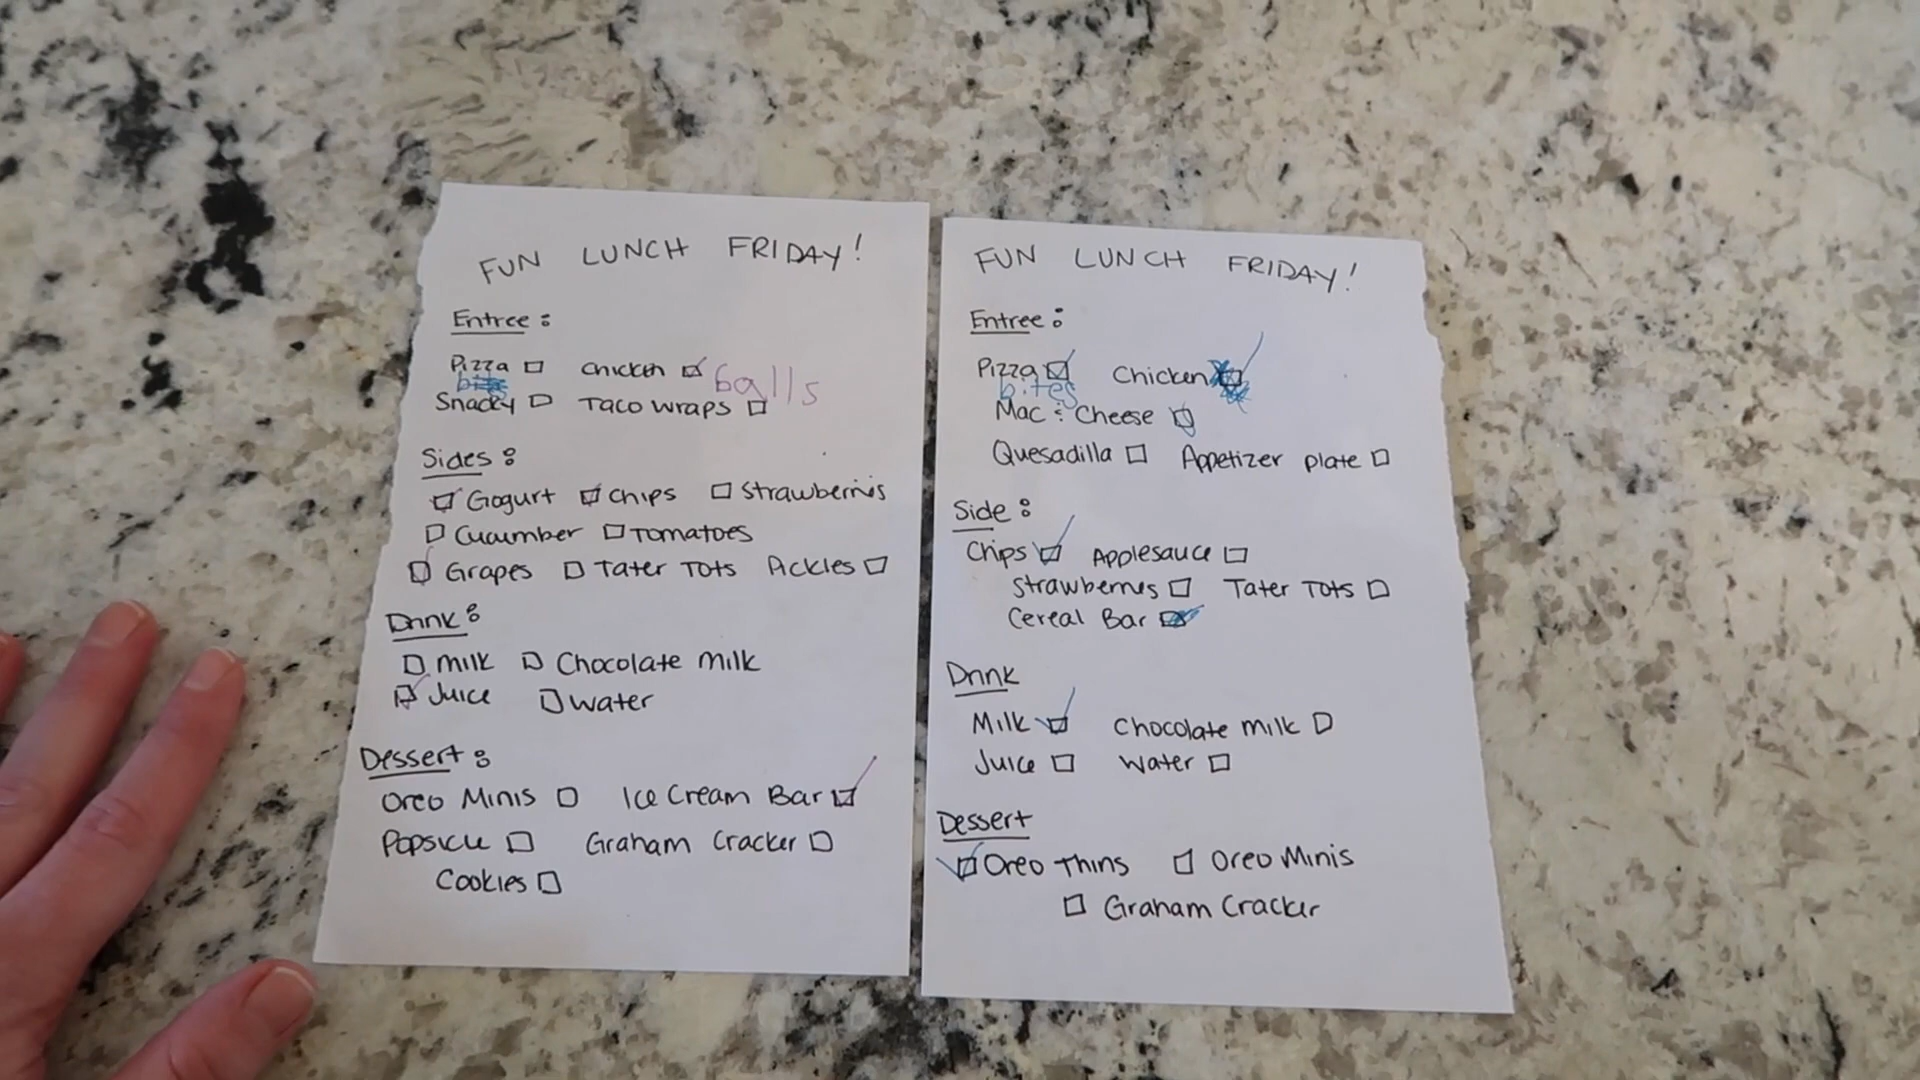 FUN LUNCH FRIDAY!
Entree:
Pizza ☐ Chicken ☑ balls
Snacky ☐ Taco Wraps ☐
Sides:
☑ Gogurt ☑ Chips ☐ Strawberries
☐ Cucumber ☐ Tomatoes
☑ Grapes ☐ Tater Tots Pickles ☐
Drink:
☐ Milk ☐ Chocolate Milk
☑ Juice ☐ Water
Dessert:
Oreo Minis ☐ Ice Cream Bar ☑
Popsicle ☐ Graham Cracker ☐
Cookies ☐
FUN LUNCH FRIDAY!
Entree:
Pizza ☑ Chicken ☑
bites
Mac & Cheese ☐
Quesadilla ☐ Appetizer plate ☐
Side:
Chips ☑ Applesauce ☐
Strawberries ☐ Tater Tots ☐
Cereal Bar ☑
Drink
Milk ☑ Chocolate milk ☐
Juice ☐ Water ☐
Dessert
☑ Oreo Thins ☐ Oreo Minis
☐ Graham Cracker